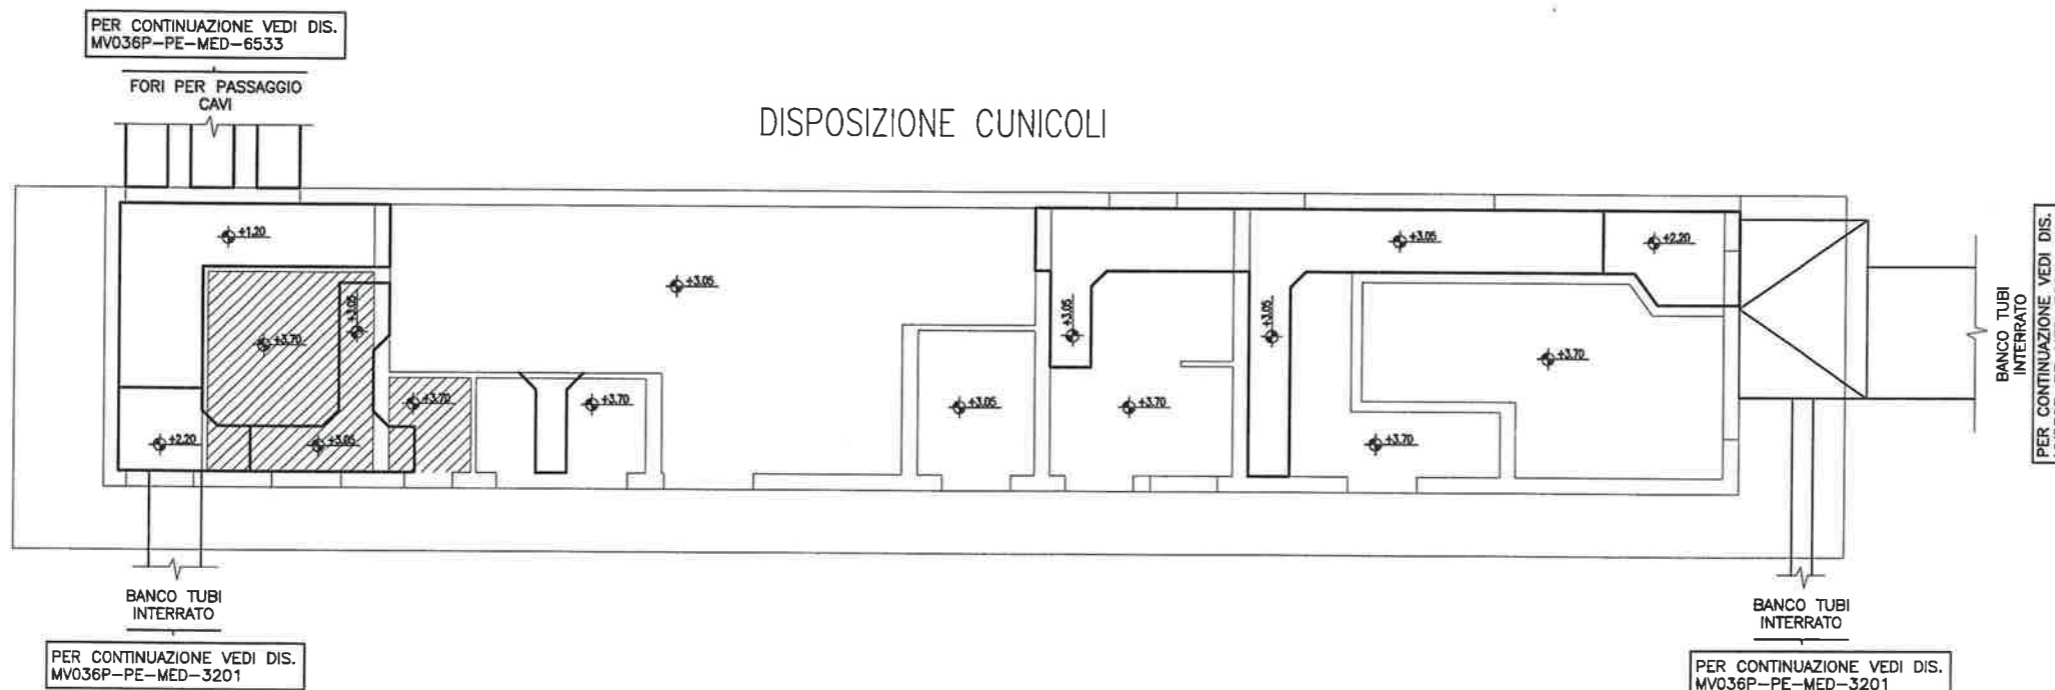 PER CONTINUAZIONE VEDI DIS.
MV036P-PE-MED-6533
FORI PER PASSAGGIO
CAVI
DISPOSIZIONE CUNICOLI
+1.20
+3.05
+3.05
+2.20
+3.05
+3.70
+3.05
+3.05
+3.70
+3.70
+3.70
+3.05
+3.70
+3.70
+2.20
+3.05
BANCO TUBI
INTERRATO
PER CONTINUAZIONE VEDI DIS.
BANCO TUBI
INTERRATO
PER CONTINUAZIONE VEDI DIS.
MV036P-PE-MED-3201
BANCO TUBI
INTERRATO
PER CONTINUAZIONE VEDI DIS.
MV036P-PE-MED-3201